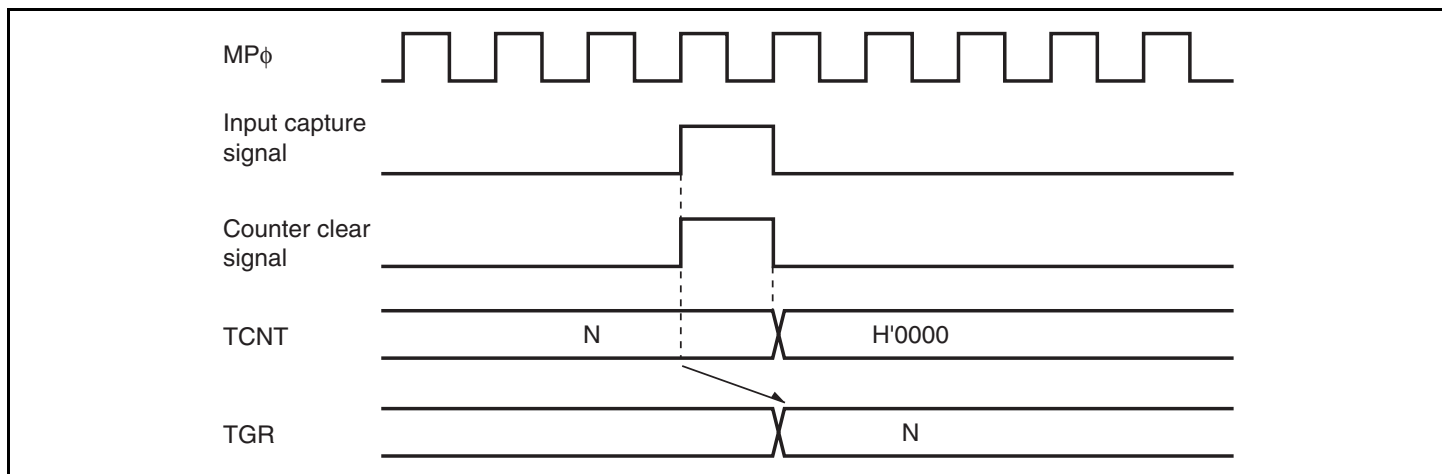 MPϕ
Input capture
signal
Counter clear
signal
TCNT
N
H'0000
TGR
N